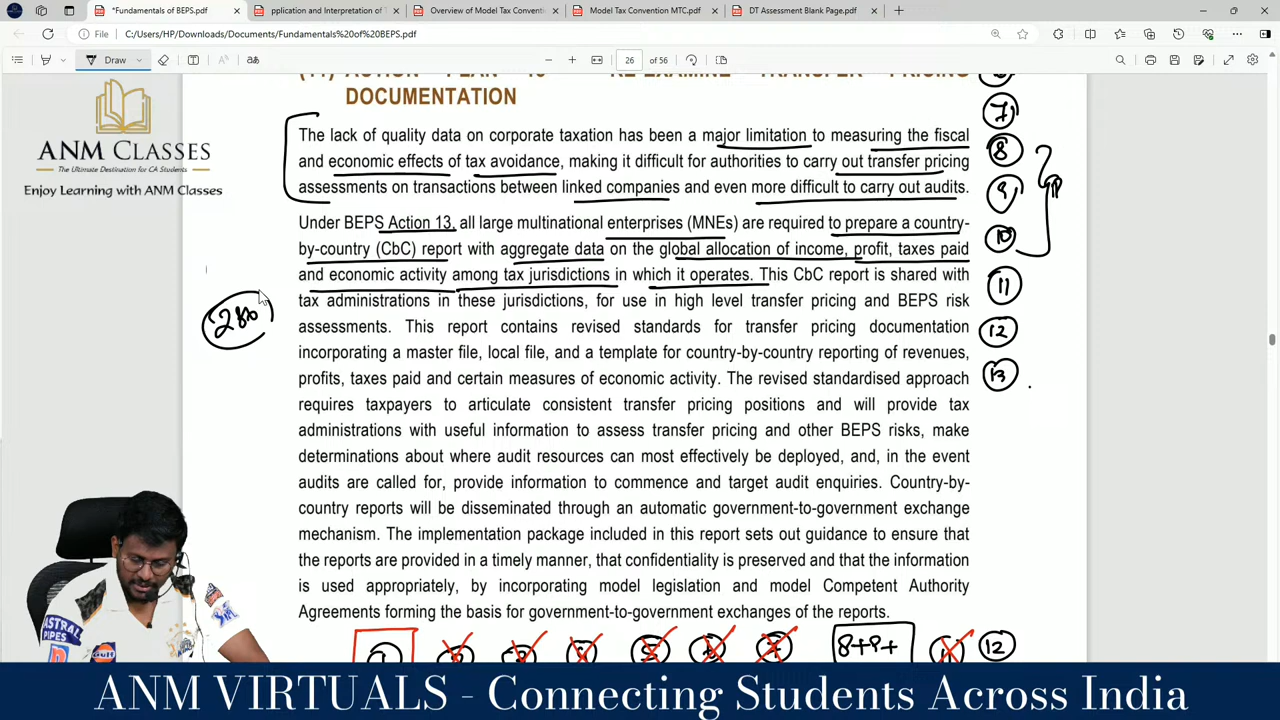 *Fundamentals of BEPS.pdf
pplication and Interpretation of T
Overview of Model Tax Conventi
Model Tax Convention MTC.pdf
DT Assessment Blank Page.pdf
File
C:/Users/HP/Downloads/Documents/Fundamentals%20of%20BEPS.pdf
Draw
26 of 56
DOCUMENTATION
ANM CLASSES
The Ultimate Destination for CA Students
Enjoy Learning with ANM Classes
The lack of quality data on corporate taxation has been a major limitation to measuring the fiscal
and economic effects of tax avoidance, making it difficult for authorities to carry out transfer pricing
assessments on transactions between linked companies and even more difficult to carry out audits.
Under BEPS Action 13, all large multinational enterprises (MNEs) are required to prepare a country-
by-country (CbC) report with aggregate data on the global allocation of income, profit, taxes paid
and economic activity among tax jurisdictions in which it operates. This CbC report is shared with
tax administrations in these jurisdictions, for use in high level transfer pricing and BEPS risk
assessments. This report contains revised standards for transfer pricing documentation
incorporating a master file, local file, and a template for country-by-country reporting of revenues,
profits, taxes paid and certain measures of economic activity. The revised standardised approach
requires taxpayers to articulate consistent transfer pricing positions and will provide tax
administrations with useful information to assess transfer pricing and other BEPS risks, make
determinations about where audit resources can most effectively be deployed, and, in the event
audits are called for, provide information to commence and target audit enquiries. Country-by-
country reports will be disseminated through an automatic government-to-government exchange
mechanism. The implementation package included in this report sets out guidance to ensure that
the reports are provided in a timely manner, that confidentiality is preserved and that the information
is used appropriately, by incorporating model legislation and model Competent Authority
Agreements forming the basis for government-to-government exchanges of the reports.
7
8
9
10
11
12
13
8+9+
12
ASTRAL
PIPES
Gulf
ANM VIRTUALS - Connecting Students Across India